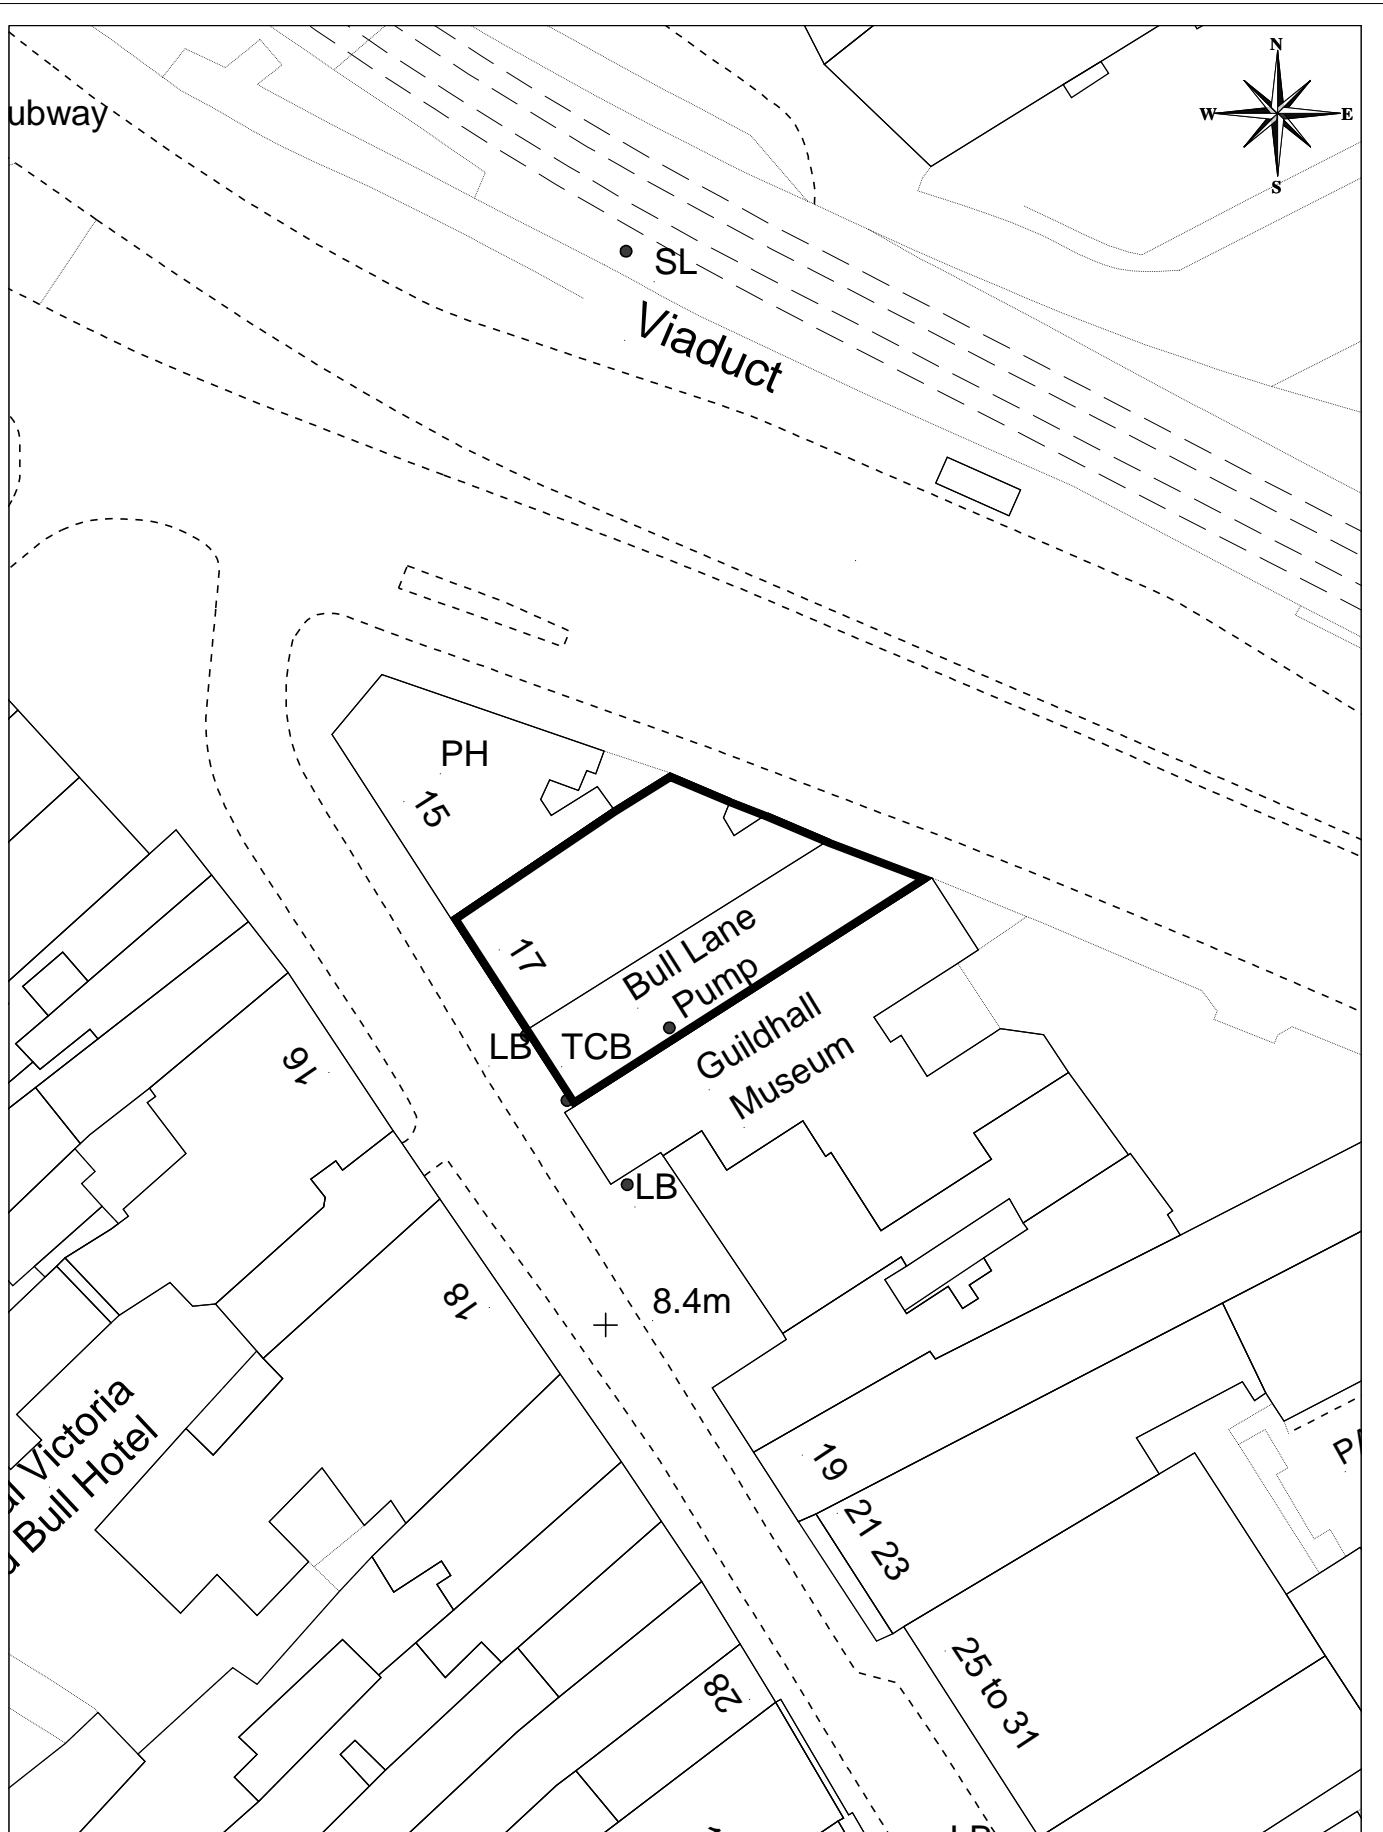 N
W
E
S
ubway
SL
Viaduct
PH
15
17
Bull Lane
Pump
LB
TCB
Guildhall
Museum
16
LB
18
8.4m
Victoria
Bull Hotel
19
21 23
25 to 31
28